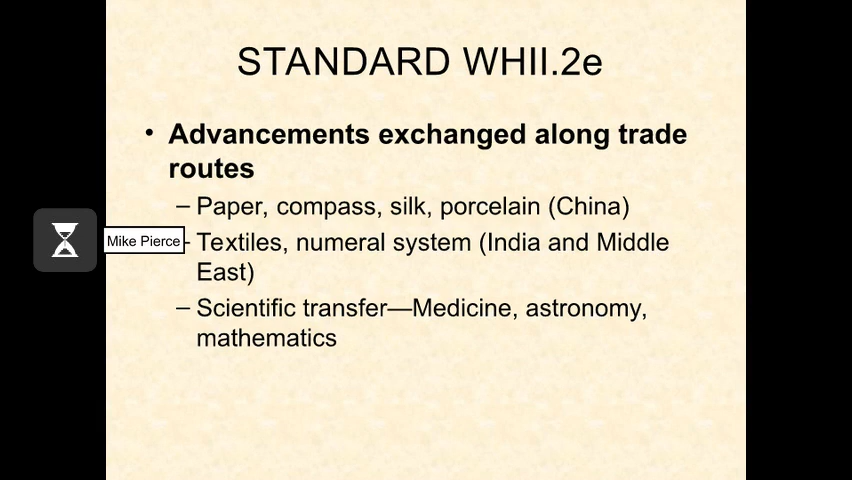 STANDARD WHII.2e
• Advancements exchanged along trade
routes
– Paper, compass, silk, porcelain (China)
Mike Pierce
– Textiles, numeral system (India and Middle
East)
– Scientific transfer—Medicine, astronomy,
mathematics